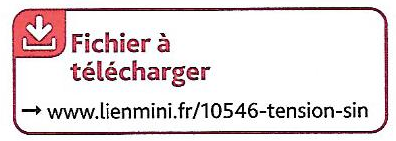 Fichier à
télécharger
→ www.lienmini.fr/10546-tension-sin